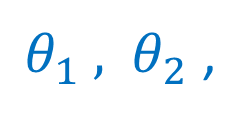 θ₁ , θ₂ ,